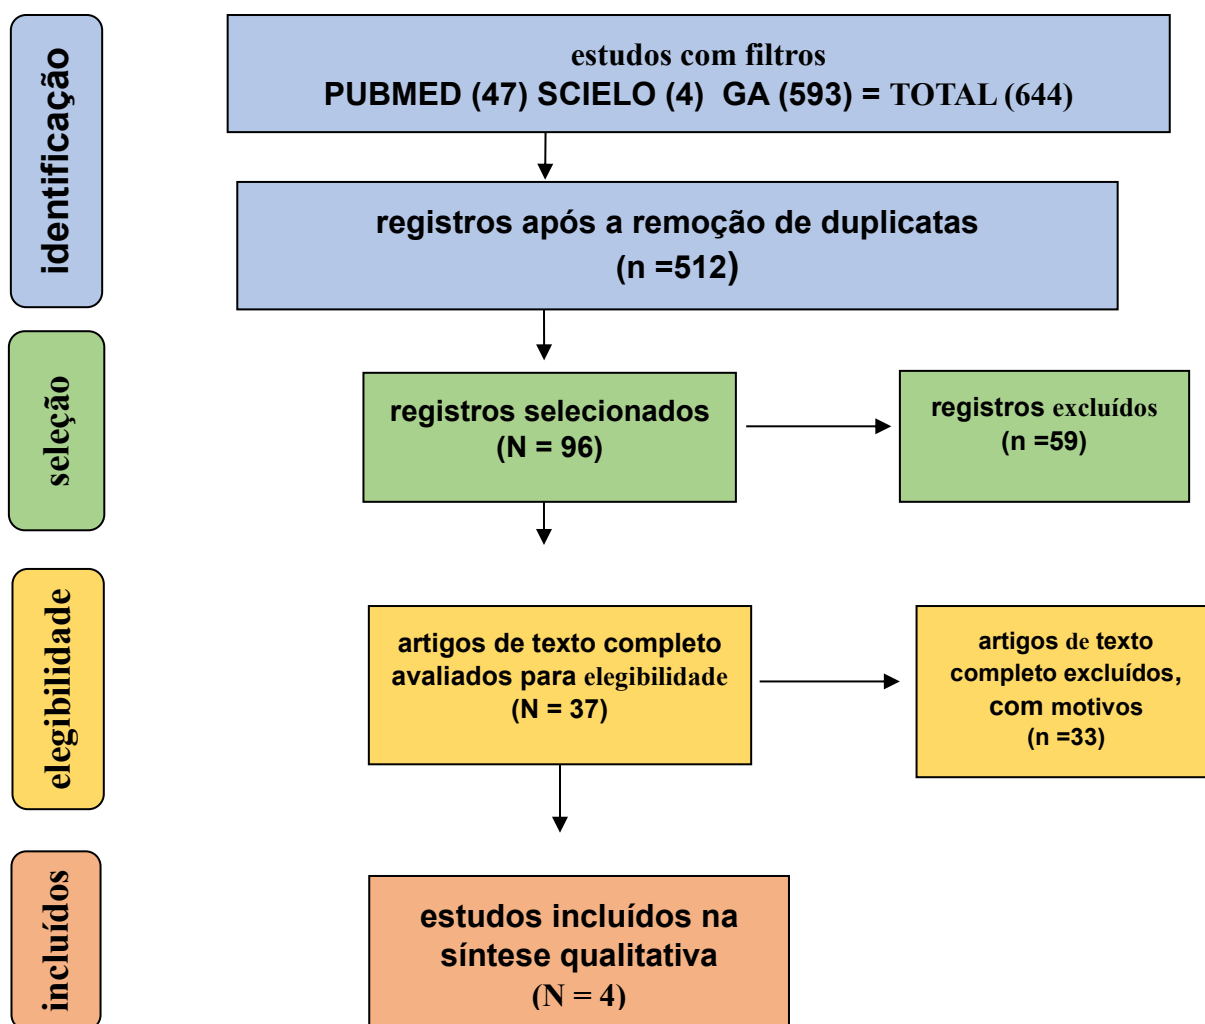 identificação
estudos com filtros
PUBMED (47) SCIELO (4) GA (593) = TOTAL (644)
registros após a remoção de duplicatas
(n =512)
seleção
registros selecionados
(N = 96)
registros excluídos
(n =59)
elegibilidade
artigos de texto completo
avaliados para elegibilidade
(N = 37)
artigos de texto
completo excluídos,
com motivos
(n =33)
incluídos
estudos incluídos na
síntese qualitativa
(N = 4)